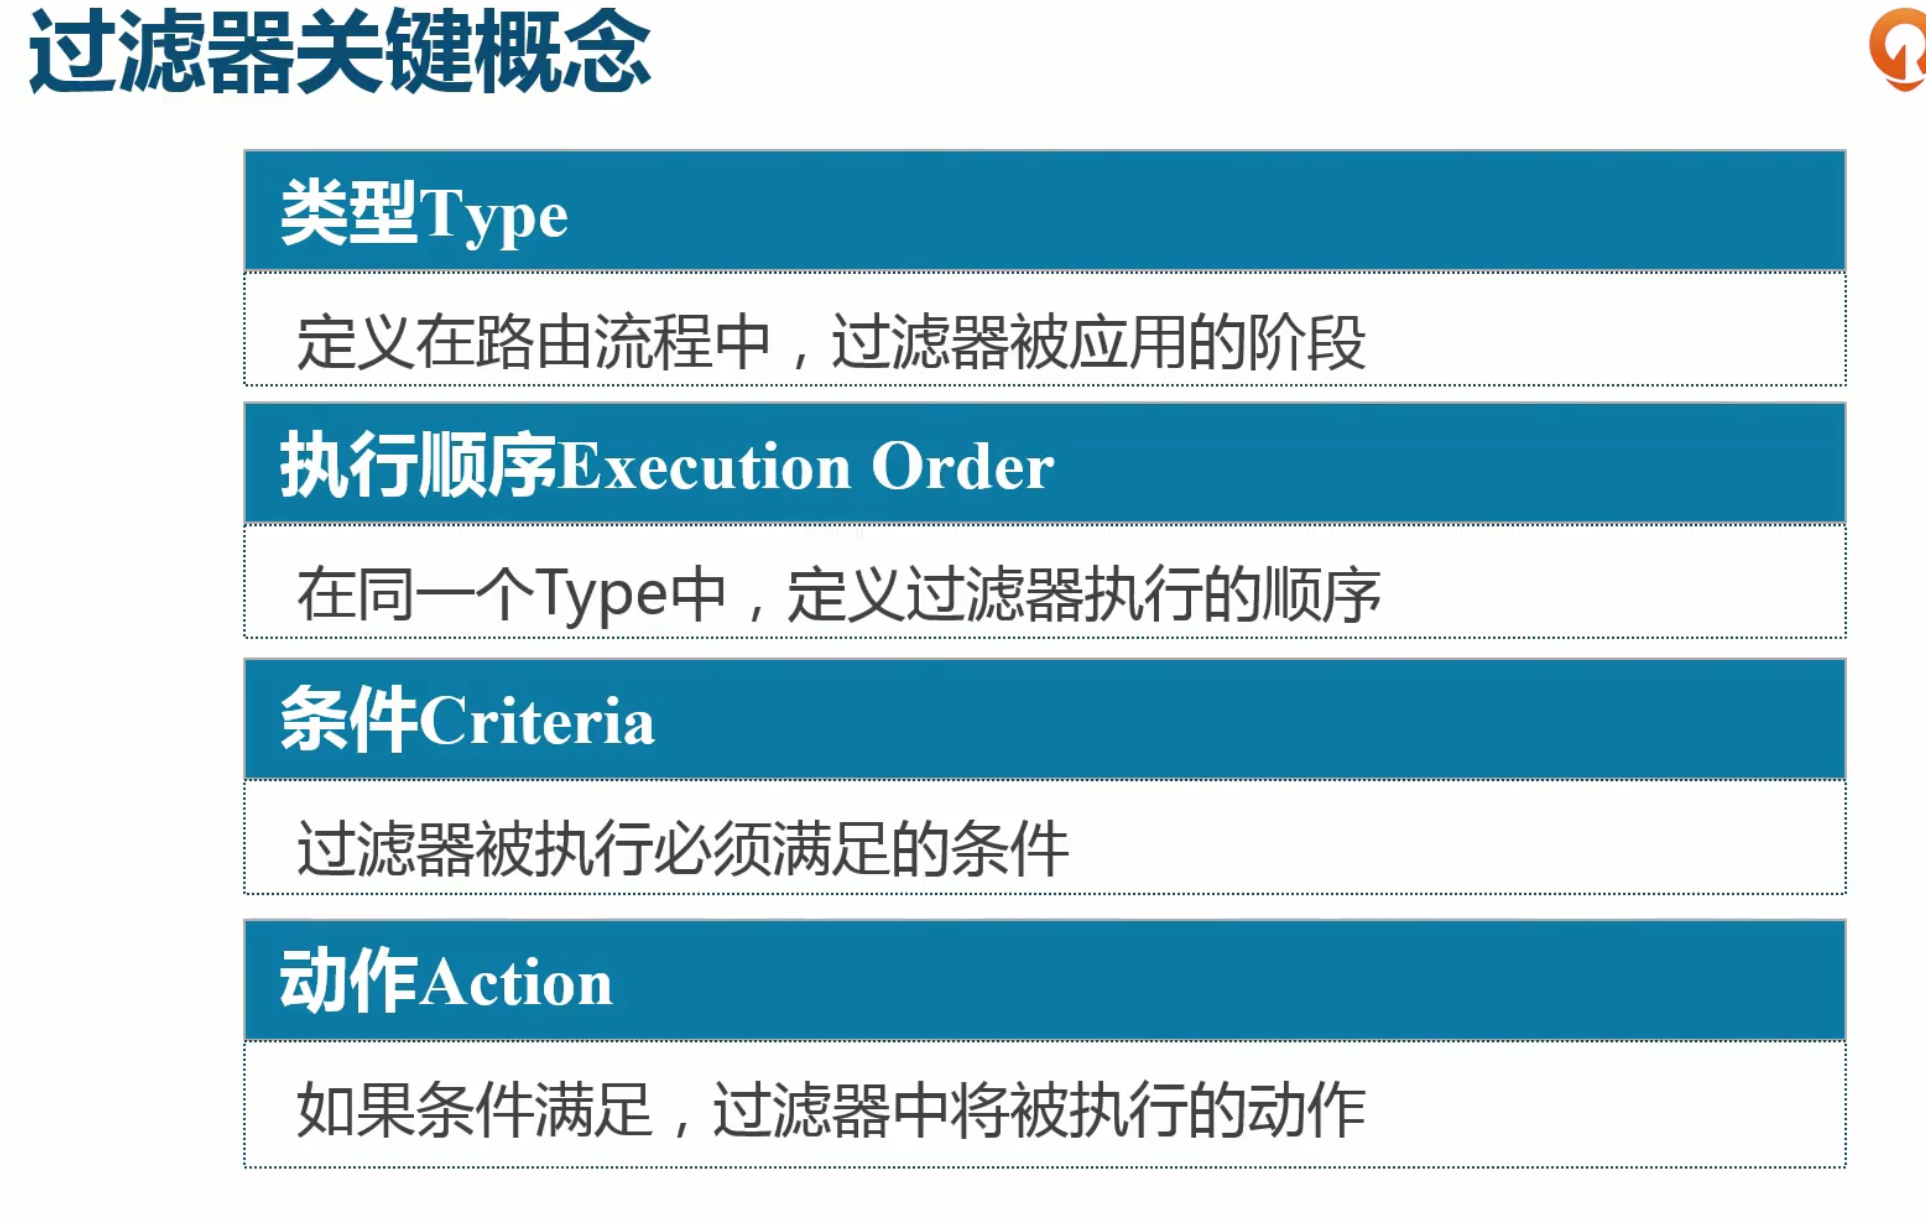 过滤器关键概念
类型Type
定义在路由流程中，过滤器被应用的阶段
执行顺序Execution Order
在同一个Type中，定义过滤器执行的顺序
条件Criteria
过滤器被执行必须满足的条件
动作Action
如果条件满足，过滤器中将被执行的动作